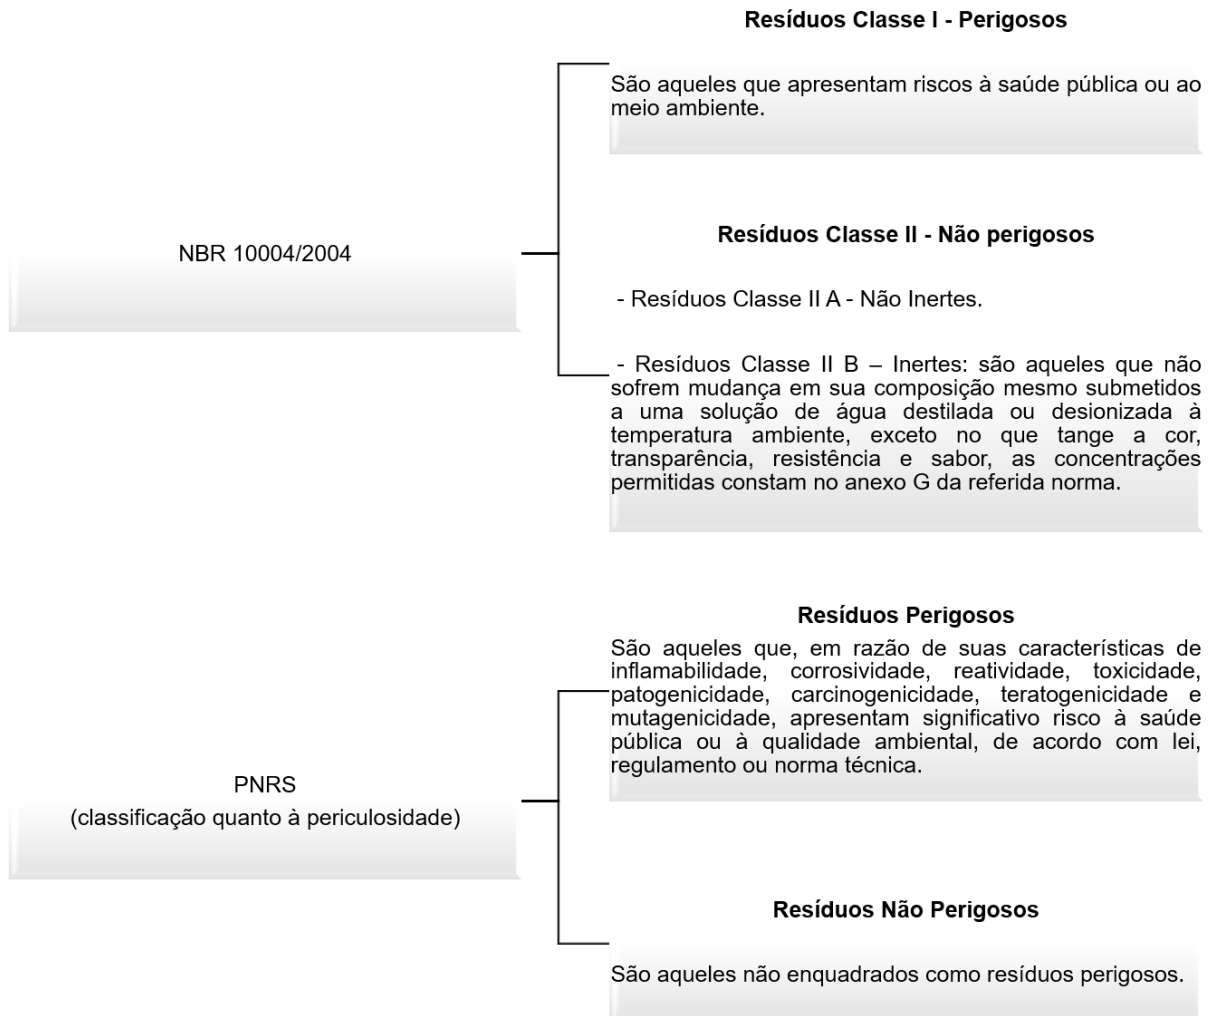 Resíduos Classe I - Perigosos
São aqueles que apresentam riscos à saúde pública ou ao
meio ambiente.
NBR 10004/2004
Resíduos Classe II - Não perigosos
- Resíduos Classe II A - Não Inertes.
- Resíduos Classe II B – Inertes: são aqueles que não
sofrem mudança em sua composição mesmo submetidos
a uma solução de água destilada ou desionizada à
temperatura ambiente, exceto no que tange a cor,
transparência, resistência e sabor, as concentrações
permitidas constam no anexo G da referida norma.
Resíduos Perigosos
São aqueles que, em razão de suas características de
inflamabilidade, corrosividade, reatividade, toxicidade,
patogenicidade, carcinogenicidade, teratogenicidade e
mutagenicidade, apresentam significativo risco à saúde
pública ou à qualidade ambiental, de acordo com lei,
regulamento ou norma técnica.
PNRS
(classificação quanto à periculosidade)
Resíduos Não Perigosos
São aqueles não enquadrados como resíduos perigosos.